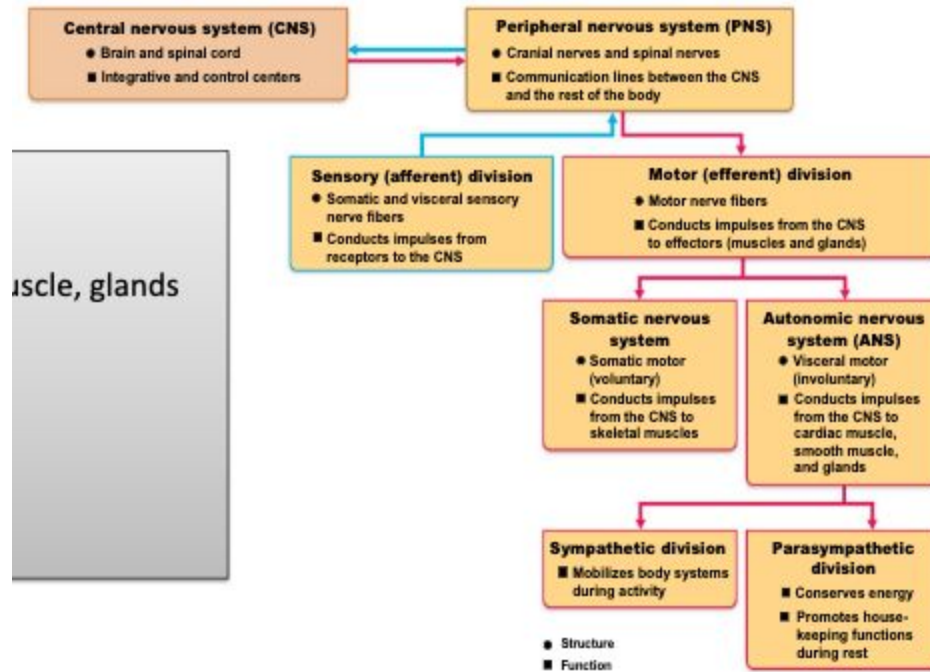 Central nervous system (CNS)
● Brain and spinal cord
■ Integrative and control centers
Peripheral nervous system (PNS)
● Cranial nerves and spinal nerves
■ Communication lines between the CNS
and the rest of the body
Sensory (afferent) division
● Somatic and visceral sensory
nerve fibers
■ Conducts impulses from
receptors to the CNS
Motor (efferent) division
● Motor nerve fibers
■ Conducts impulses from the CNS
to effectors (muscles and glands)
glands
Somatic nervous
system
● Somatic motor
(voluntary)
■ Conducts impulses
from the CNS to
skeletal muscles
Autonomic nervous
system (ANS)
● Visceral motor
(involuntary)
■ Conducts impulses
from the CNS to
cardiac muscle,
smooth muscle,
and glands
Sympathetic division
■ Mobilizes body systems
during activity
Parasympathetic
division
■ Conserves energy
■ Promotes house-
keeping functions
during rest
● Structure
■ Function